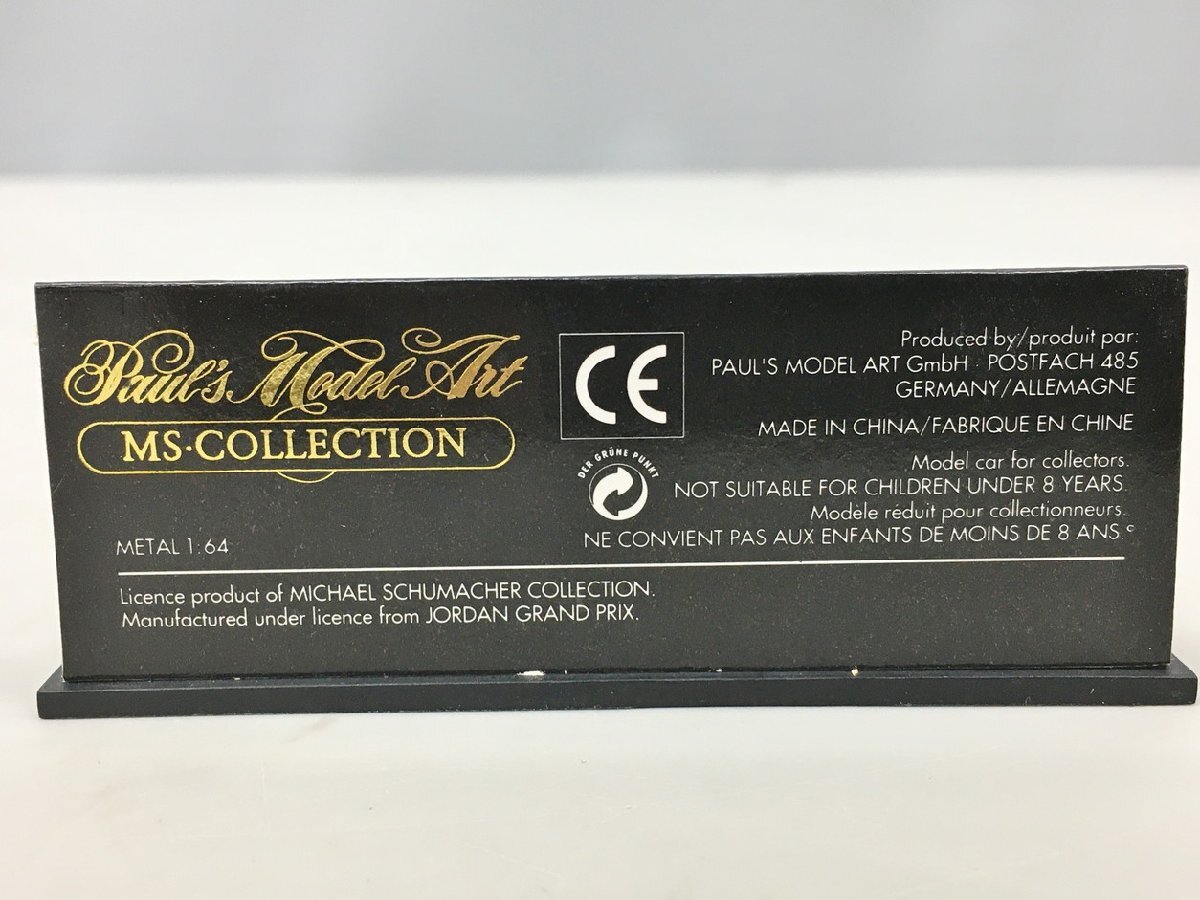 Paul's Model Art
MS·COLLECTION
METAL 1:64
CE
DER GRÜNE PUNKT
Produced by/produit par:
PAUL'S MODEL ART GmbH · POSTFACH 485
GERMANY/ALLEMAGNE
MADE IN CHINA/FABRIQUE EN CHINE
Model car for collectors.
NOT SUITABLE FOR CHILDREN UNDER 8 YEARS.
Modèle réduit pour collectionneurs.
NE CONVIENT PAS AUX ENFANTS DE MOINS DE 8 ANS.
Licence product of MICHAEL SCHUMACHER COLLECTION.
Manufactured under licence from JORDAN GRAND PRIX.